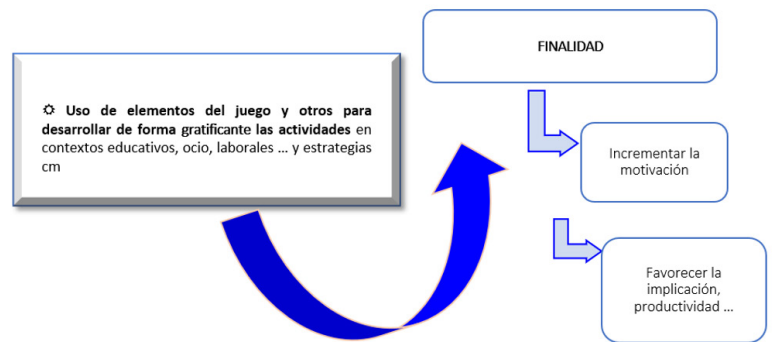 ☼ Uso de elementos del juego y otros para
desarrollar de forma gratificante las actividades en
contextos educativos, ocio, laborales ... y estrategias
cm
FINALIDAD
Incrementar la
motivación
Favorecer la
implicación,
productividad ...